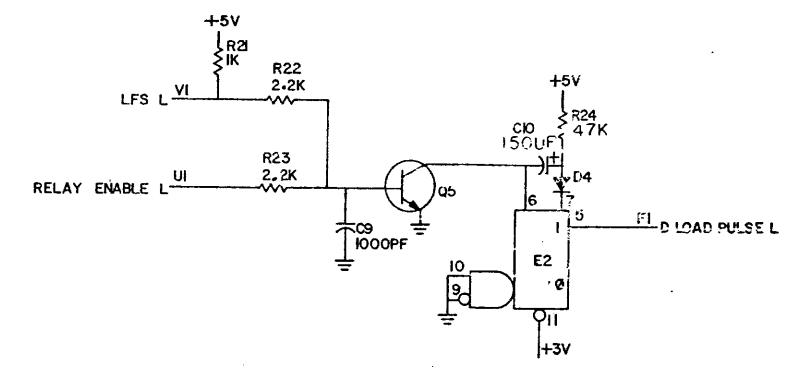 +5V
R21
1K
LFS L
V1
R22
2.2K
+5V
R24
47K
C10
150UF
+
R23
2.2K
RELAY ENABLE L
U1
Q5
D4
6
7
5
1
F1
D LOAD PULSE L
C9
1000PF
E2
10
9
0
11
+3V